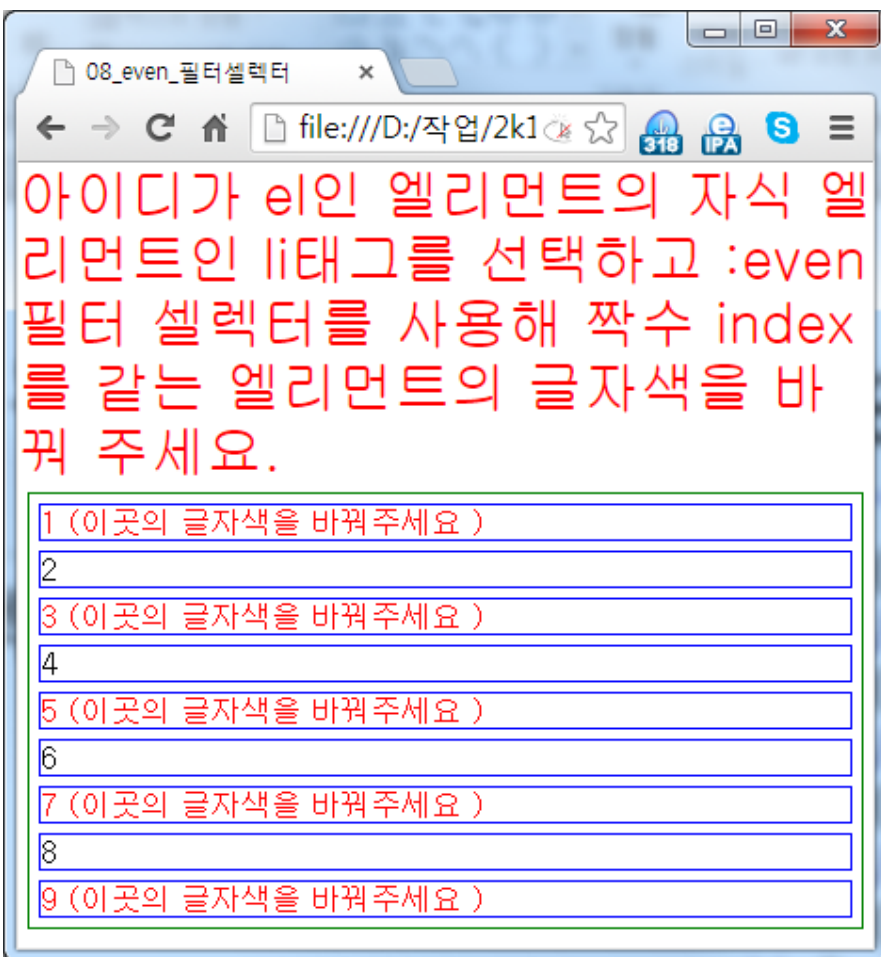 08_even_필터셀렉터
file:///D:/작업/2k1
318
IPA
아이디가 el인 엘리먼트의 자식 엘
리먼트인 li태그를 선택하고 :even
필터 셀렉터를 사용해 짝수 index
를 같는 엘리먼트의 글자색을 바
꿔 주세요.
1 (이곳의 글자색을 바꿔주세요 )
2
3 (이곳의 글자색을 바꿔주세요 )
4
5 (이곳의 글자색을 바꿔주세요 )
6
7 (이곳의 글자색을 바꿔주세요 )
8
9 (이곳의 글자색을 바꿔주세요 )